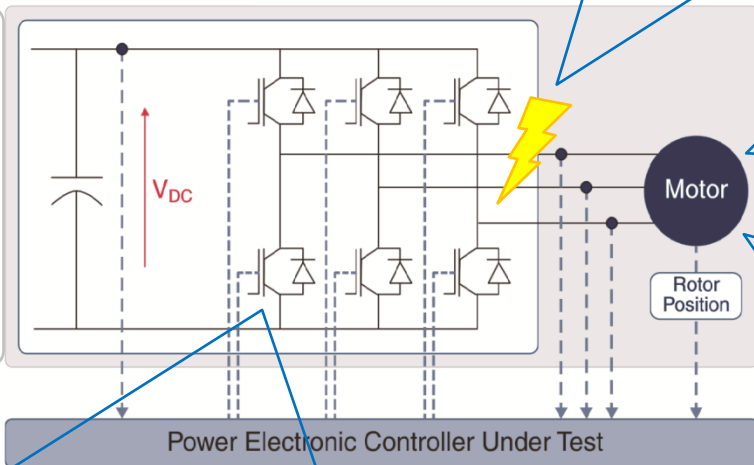 VDC
Motor
Rotor
Position
Power Electronic Controller Under Test